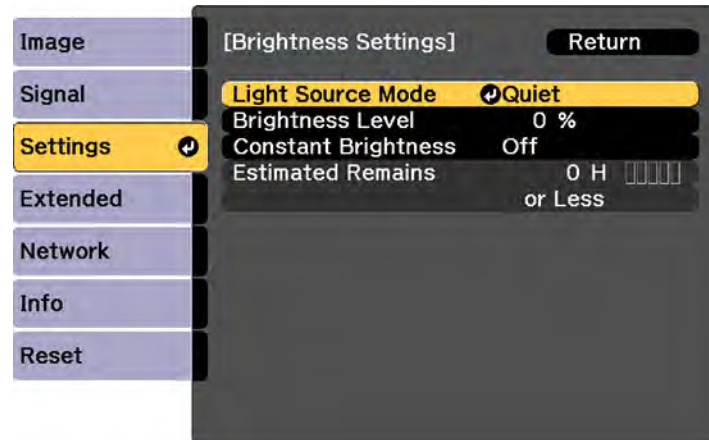 Image
Signal
Settings
Extended
Network
Info
Reset
[Brightness Settings] Return
Light Source Mode Quiet
Brightness Level 0 %
Constant Brightness Off
Estimated Remains 0 H
or Less